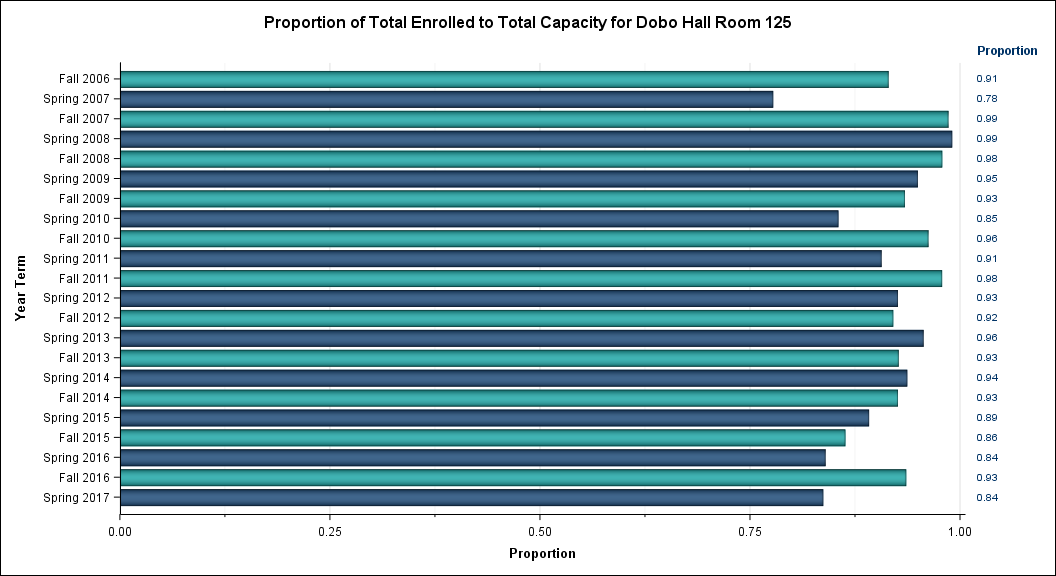 Proportion of Total Enrolled to Total Capacity for Dobo Hall Room 125
Proportion
Fall 2006 0.91
Spring 2007 0.78
Fall 2007 0.99
Spring 2008 0.99
Fall 2008 0.98
Spring 2009 0.95
Fall 2009 0.93
Spring 2010 0.85
Fall 2010 0.96
Spring 2011 0.91
Fall 2011 0.98
Spring 2012 0.93
Fall 2012 0.92
Spring 2013 0.96
Fall 2013 0.93
Spring 2014 0.94
Fall 2014 0.93
Spring 2015 0.89
Fall 2015 0.86
Spring 2016 0.84
Fall 2016 0.93
Spring 2017 0.84
Year Term
0.00 0.25 0.50 0.75 1.00
Proportion